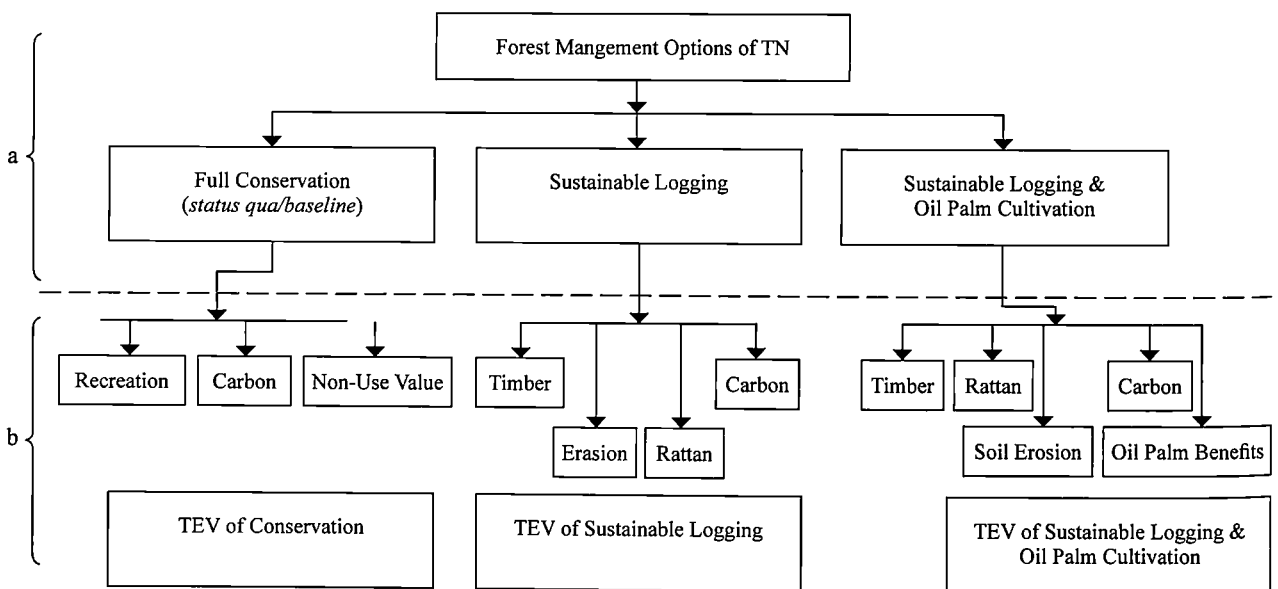 Forest Mangement Options of TN
a
Full Conservation
(status qua/baseline)
Sustainable Logging
Sustainable Logging &
Oil Palm Cultivation
b
Recreation
Carbon
Non-Use Value
Timber
Erasion
Rattan
Carbon
Timber
Rattan
Soil Erosion
Carbon
Oil Palm Benefits
TEV of Conservation
TEV of Sustainable Logging
TEV of Sustainable Logging &
Oil Palm Cultivation